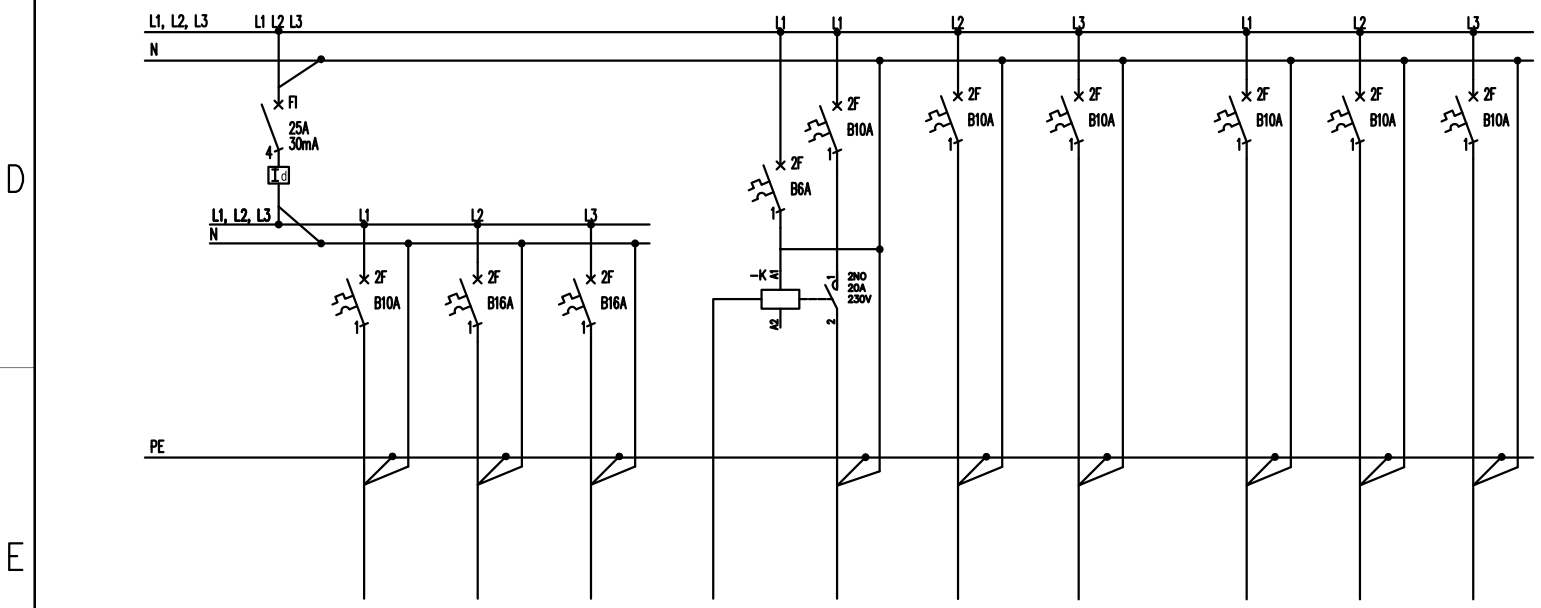 L1, L2, L3 L1 L2 L3 L1 L1 L2 L3 L1 L2 L3
N
FI
25A
30mA
4
Id
2F
B10A
1
2F
B10A
1
2F
B10A
1
2F
B10A
1
2F
B10A
1
2F
B10A
1
2F
B6A
1
D
L1, L2, L3 L1 L2 L3
N
2F
B10A
1
2F
B16A
1
2F
B16A
1
-K
A1
A2
1
2
2NO
20A
230V
PE
E